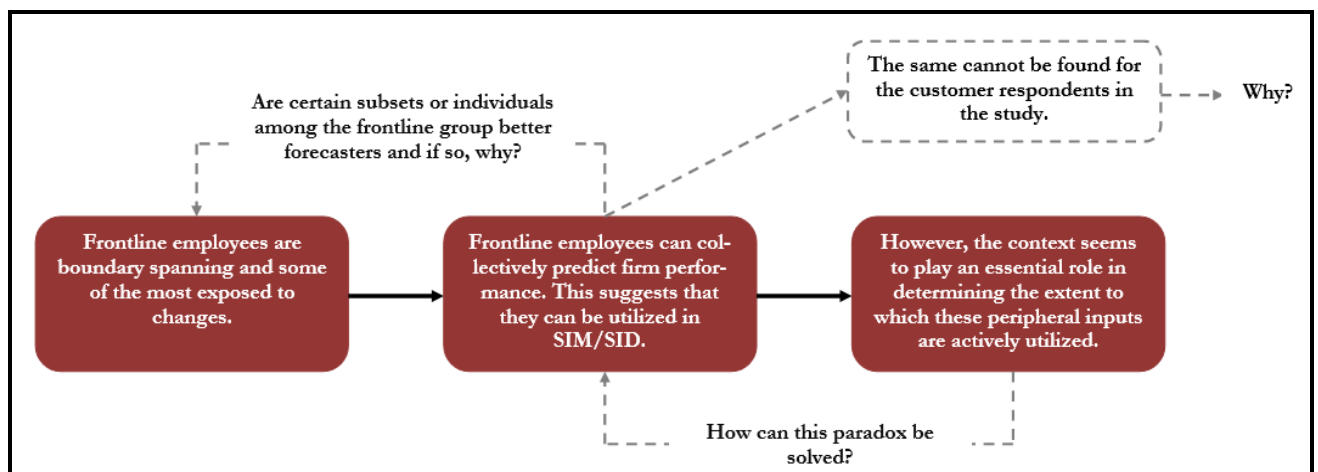 The same cannot be found for
the customer respondents in
the study.
Why?
Are certain subsets or individuals
among the frontline group better
forecasters and if so, why?
Frontline employees are
boundary spanning and some
of the most exposed to
changes.
Frontline employees can col-
lectively predict firm perfor-
mance. This suggests that
they can be utilized in
SIM/SID.
However, the context seems
to play an essential role in
determining the extent to
which these peripheral inputs
are actively utilized.
How can this paradox be
solved?